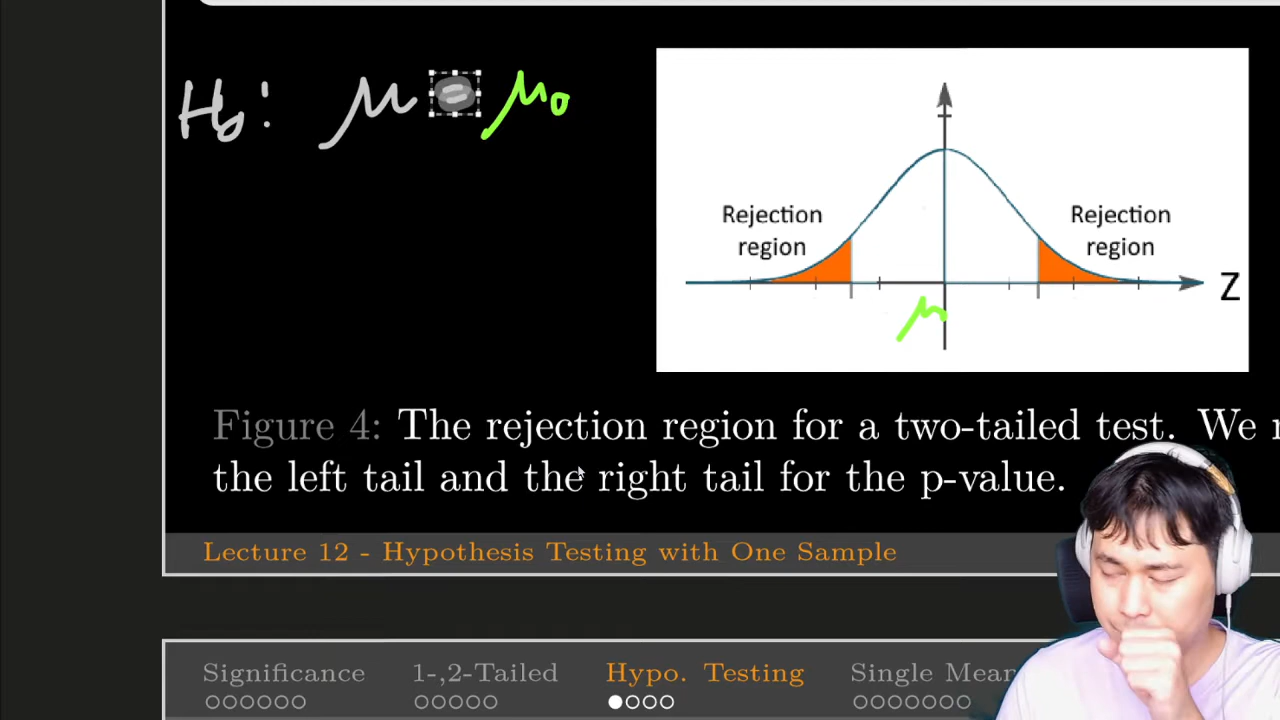 H₀: μ = μ₀
Rejection region
Rejection region
Z
μ
Figure 4: The rejection region for a two-tailed test. We
the left tail and the right tail for the p-value.
Lecture 12 - Hypothesis Testing with One Sample
Significance 1-,2-Tailed Hypo. Testing Single Mean